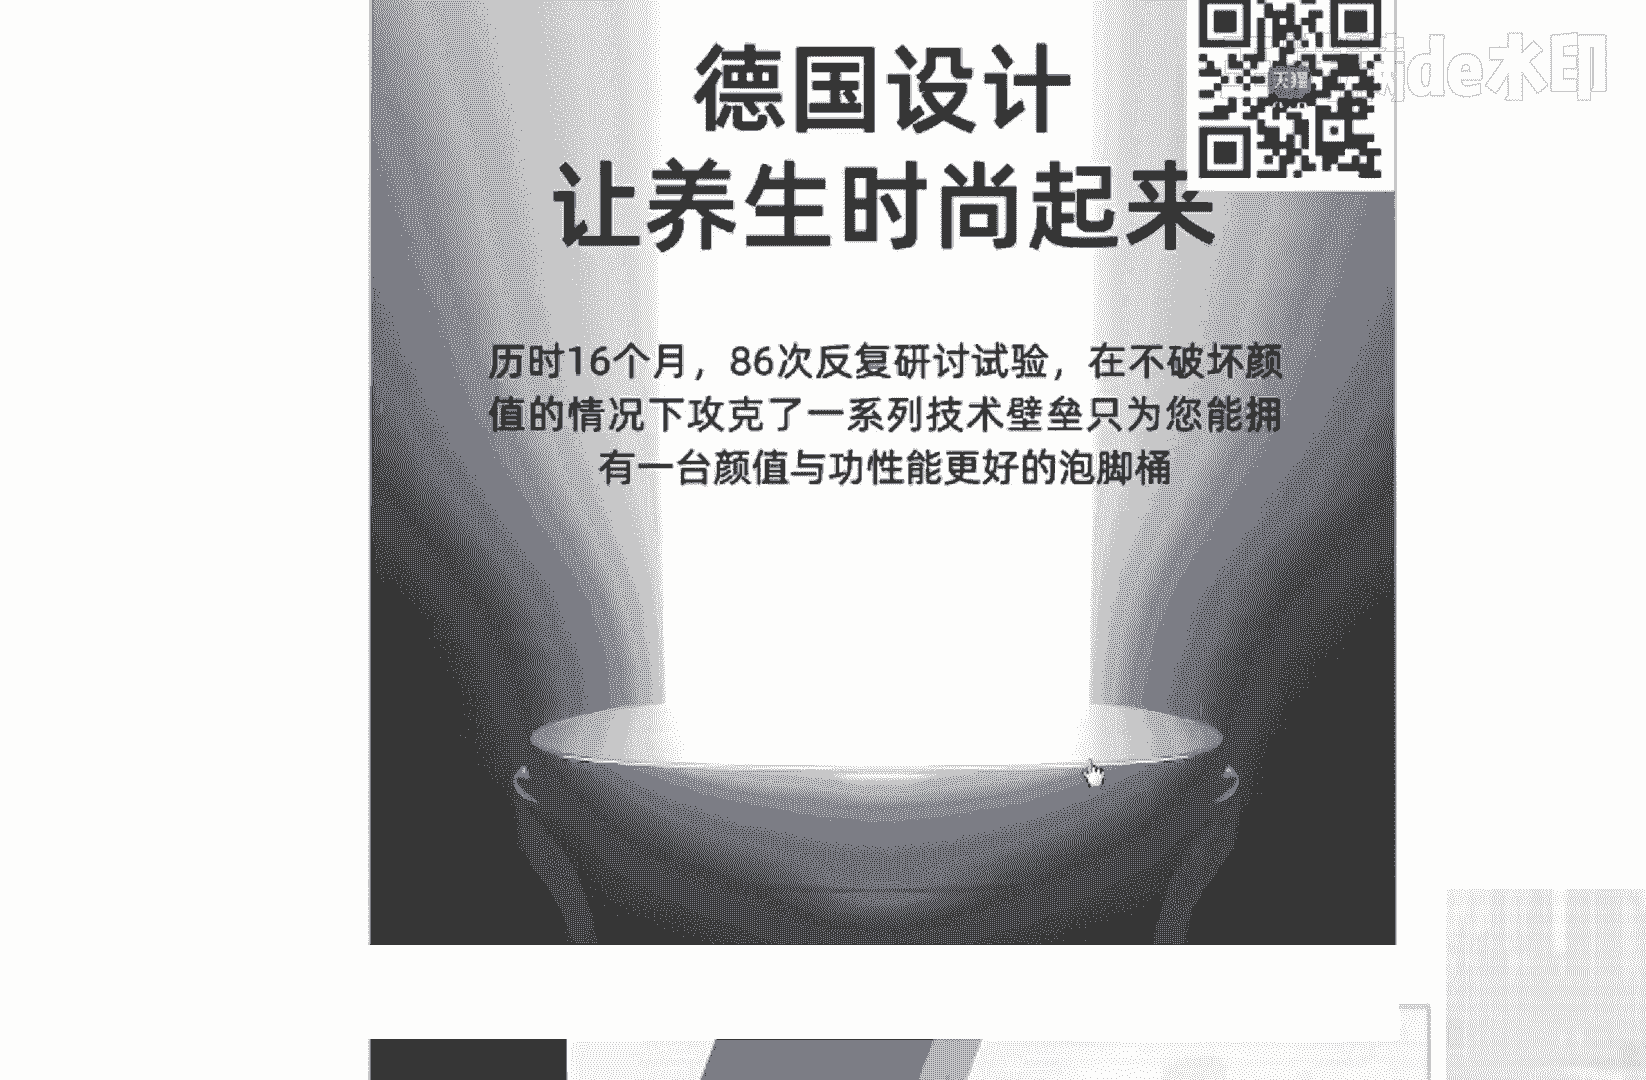 德国设计
让养生时尚起来
天猫
de水印
历时16个月，86次反复研讨试验，在不破坏颜
值的情况下攻克了一系列技术壁垒只为您能拥
有一台颜值与功性能更好的泡脚桶